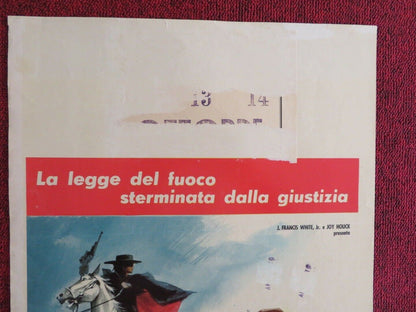 13 14
La legge del fuoco
sterminata dalla giustizia
J. FRANCIS WHITE, Jr. e JOY HOUCK
presenta